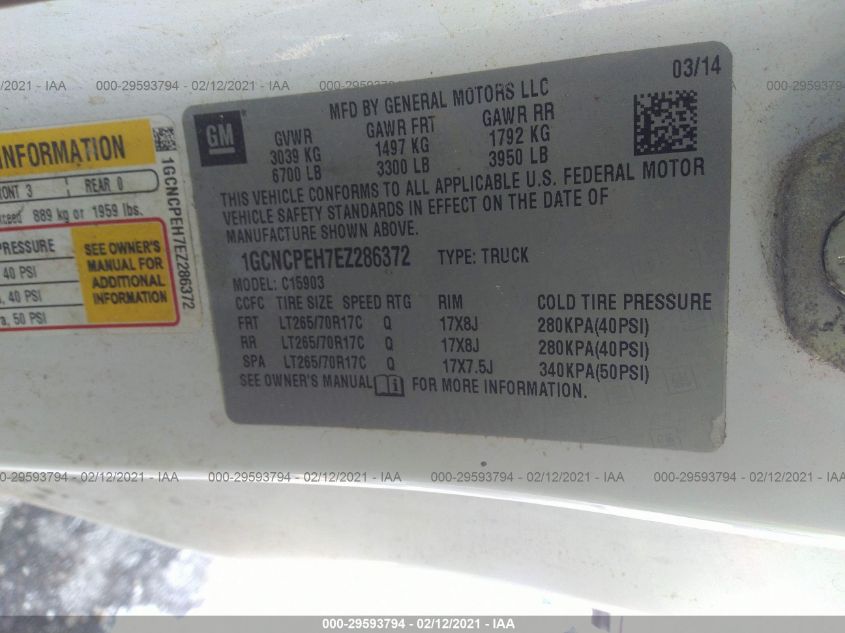 2/2021 - IAA 000-29593794 - 02/12/2021 - IAA 000-29593794 - 02/12/2021 - IAA 000-29593794 - 02/12/
03/14
MFD BY GENERAL MOTORS LLC
GM
GVWR GAWR FRT GAWR RR
3039 KG 1497 KG 1792 KG
6700 LB 3300 LB 3950 LB
THIS VEHICLE CONFORMS TO ALL APPLICABLE U.S. FEDERAL MOTOR
VEHICLE SAFETY STANDARDS IN EFFECT ON THE DATE OF
MANUFACTURE SHOWN ABOVE.
1GCNCPEH7EZ286372 TYPE: TRUCK
MODEL: C15903
CCFC TIRE SIZE SPEED RTG RIM COLD TIRE PRESSURE
FRT LT265/70R17C Q 17X8J 280KPA(40PSI)
RR LT265/70R17C Q 17X8J 280KPA(40PSI)
SPA LT265/70R17C Q 17X7.5J 340KPA(50PSI)
SEE OWNER'S MANUAL FOR MORE INFORMATION.
INFORMATION
RONT 3 REAR 0
xceed 889 kg or 1959 lbs.
PRESSURE
40 PSI
, 40 PSI
a, 50 PSI
SEE OWNER'S
MANUAL FOR
ADDITIONAL
INFORMATION
1GCNCPEH7EZ286372
02/12/2021 - IAA 000-29593794 - 02/12/2021 - IAA 000-29593794 - 02/12/2021 - IAA 000-29593794 - 02/12/
000-29593794 - 02/12/2021 - IAA